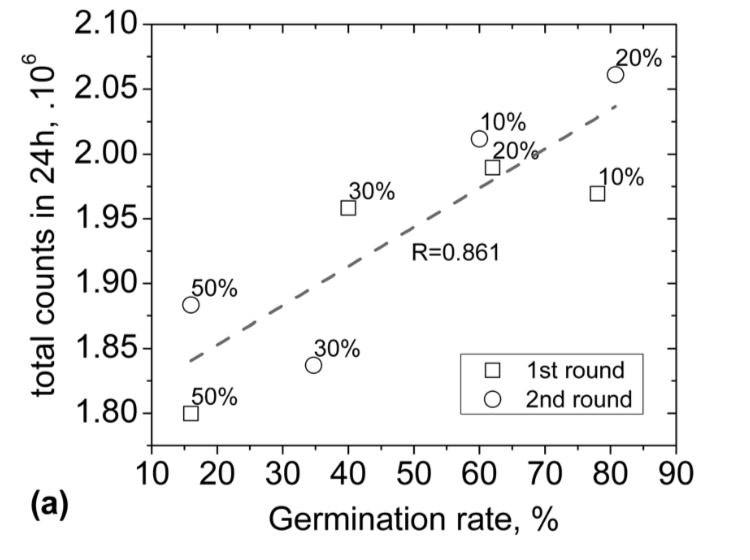 2.10
2.05
2.00
1.95
1.90
1.85
1.80
total counts in 24h, .10⁶
20%
10%
20%
10%
30%
R=0.861
50%
30%
50%
1st round
2nd round
10 20 30 40 50 60 70 80 90
(a)
Germination rate, %